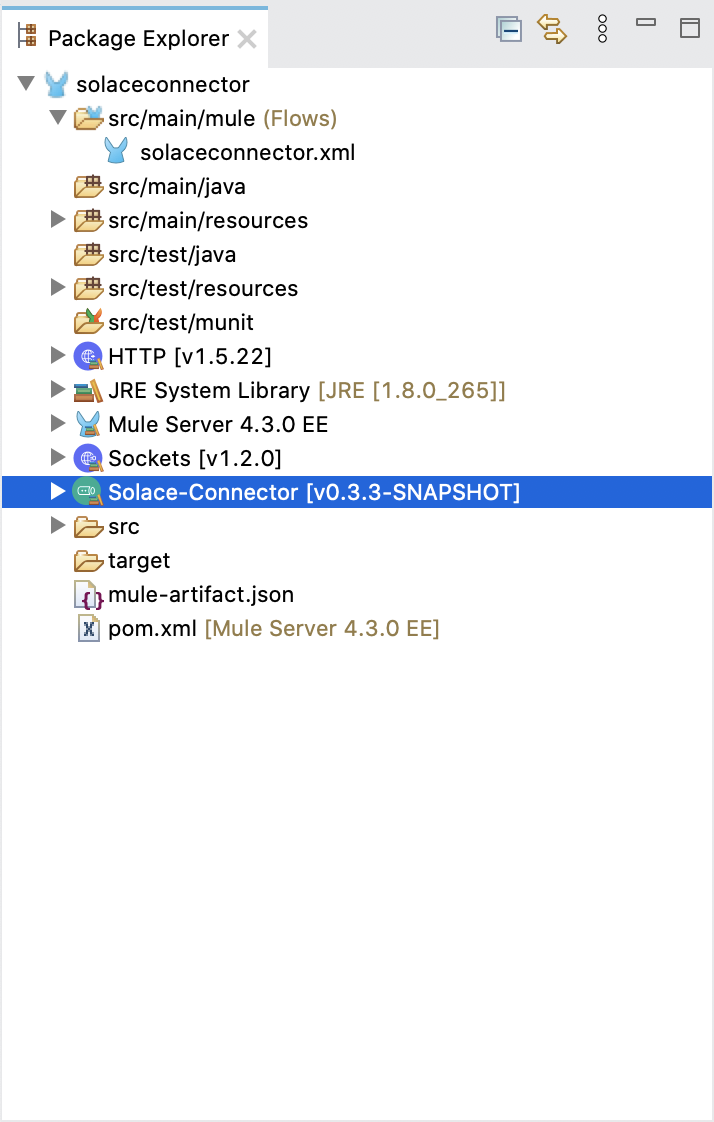 Package Explorer
solaceconnector
src/main/mule (Flows)
solaceconnector.xml
src/main/java
src/main/resources
src/test/java
src/test/resources
src/test/munit
HTTP [v1.5.22]
JRE System Library [JRE [1.8.0_265]]
Mule Server 4.3.0 EE
Sockets [v1.2.0]
Solace-Connector [v0.3.3-SNAPSHOT]
src
target
mule-artifact.json
pom.xml [Mule Server 4.3.0 EE]